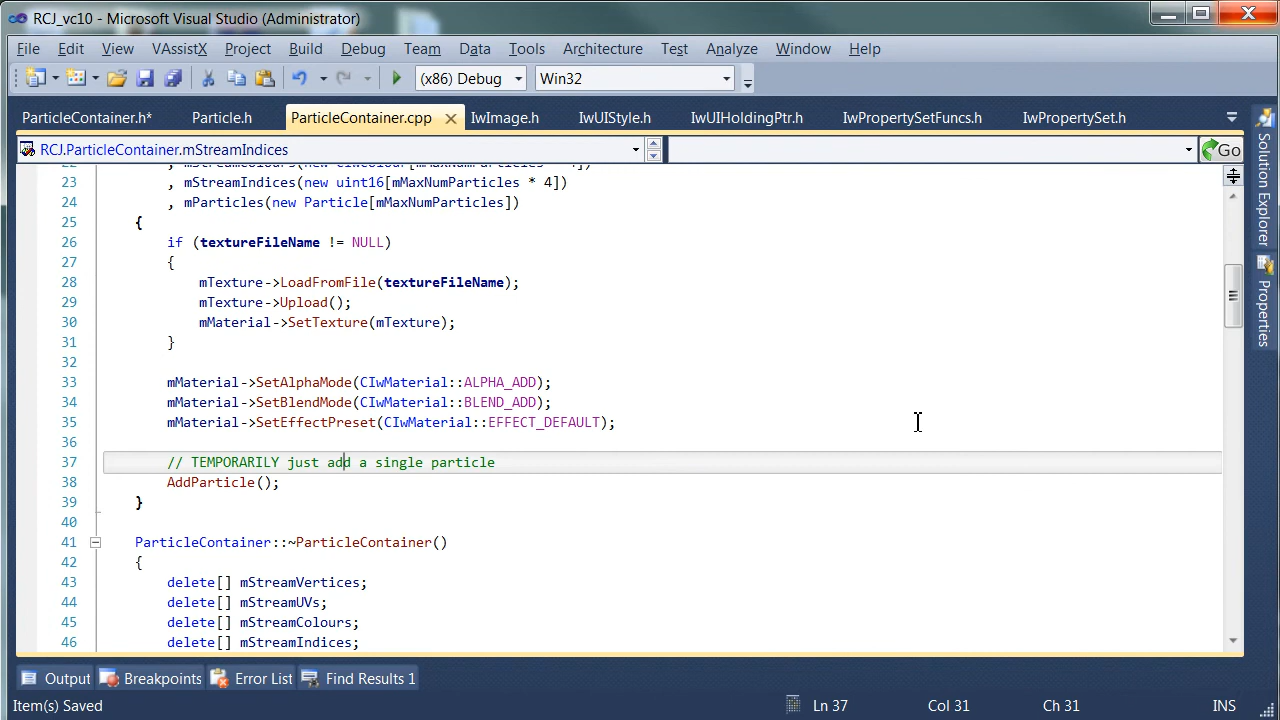 RCJ_vc10 - Microsoft Visual Studio (Administrator)
File Edit View VAssistX Project Build Debug Team Data Tools Architecture Test Analyze Window Help
(x86) Debug Win32
ParticleContainer.h* Particle.h ParticleContainer.cpp IwImage.h IwUIStyle.h IwUIHoldingPtr.h IwPropertySetFuncs.h IwPropertySet.h
RCJ.ParticleContainer.mStreamIndices Go
23 , mStreamIndices(new uint16[mMaxNumParticles * 4])
24 , mParticles(new Particle[mMaxNumParticles])
25 {
26 if (textureFileName != NULL)
27 {
28 mTexture->LoadFromFile(textureFileName);
29 mTexture->Upload();
30 mMaterial->SetTexture(mTexture);
31 }
32
33 mMaterial->SetAlphaMode(CIwMaterial::ALPHA_ADD);
34 mMaterial->SetBlendMode(CIwMaterial::BLEND_ADD);
35 mMaterial->SetEffectPreset(CIwMaterial::EFFECT_DEFAULT);
36
37 // TEMPORARILY just add a single particle
38 AddParticle();
39 }
40
41 ParticleContainer::~ParticleContainer()
42 {
43 delete[] mStreamVertices;
44 delete[] mStreamUVs;
45 delete[] mStreamColours;
46 delete[] mStreamIndices;
Solution Explorer
Properties
Output Breakpoints Error List Find Results 1
Item(s) Saved Ln 37 Col 31 Ch 31 INS